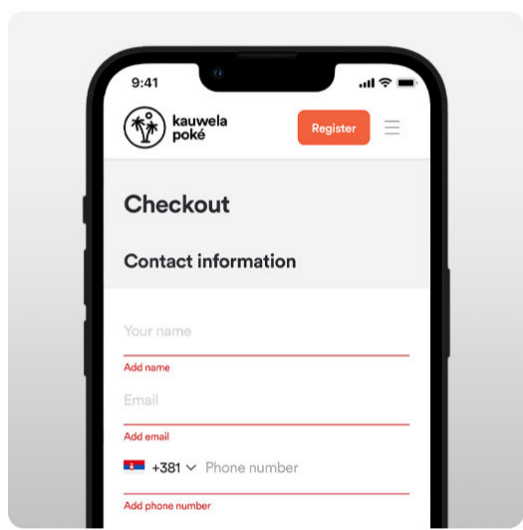 9:41
kauwela
poké
Register
Checkout
Contact information
Your name
Add name
Email
Add email
+381 Phone number
Add phone number